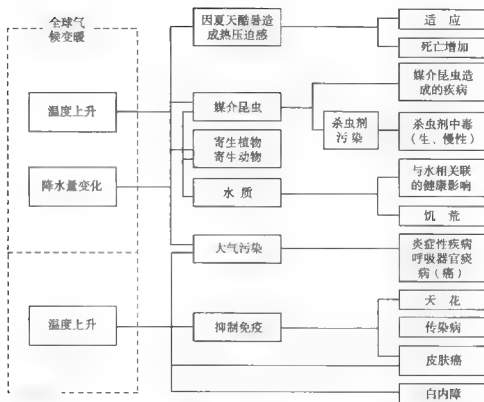 全球气
候变暖
温度上升
降水量变化
温度上升
因夏天酷暑造
成热压迫感
媒介昆虫
寄生植物
寄牛动物
水 质
大气污染
抑制免疫
杀虫剂
污 染
适 应
死亡增加
媒介昆虫造
成的疾病
杀虫剂中毒
(生、慢性)
与水相关联
的健康影响
饥 荒
炎症性疾病
呼吸器官痰
病(癌)
天 花
传染病
皮肤癌
白内障